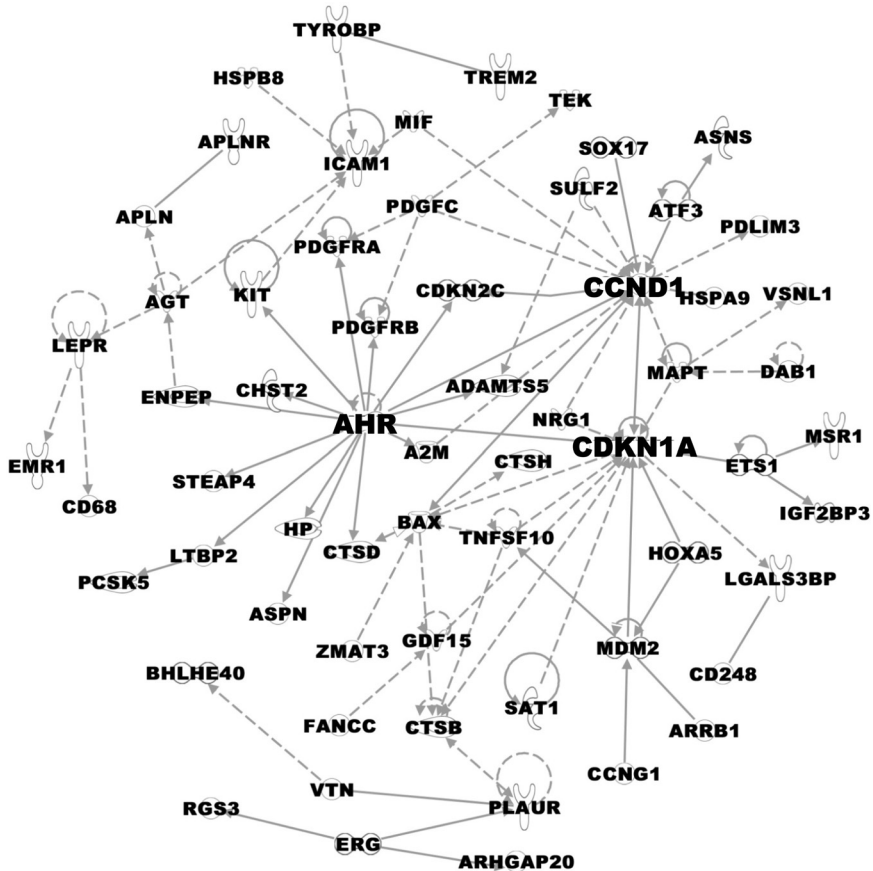 TYROBP
HSPB8
TREM2
TEK
MIF
APLNR
ICAM1
SOX17
ASNS
SULF2
APLN
PDGFC
ATF3
PDLIM3
PDGFRA
AGT
KIT
CDKN2C
CCND1
HSPA9
VSNL1
PDGFRB
LEPR
MAPT
DAB1
ENPEP
CHST2
ADAMTS5
AHR
NRG1
A2M
CDKN1A
MSR1
EMR1
CTSH
ETS1
STEAP4
CD68
IGF2BP3
HP
BAX
TNFSF10
CTSD
HOXA5
LTBP2
PCSK5
LGALS3BP
ASPN
ZMAT3
GDF15
MDM2
BHLHE40
CD248
SAT1
FANCC
CTSB
ARRB1
CCNG1
VTN
RGS3
PLAUR
ERG
ARHGAP20